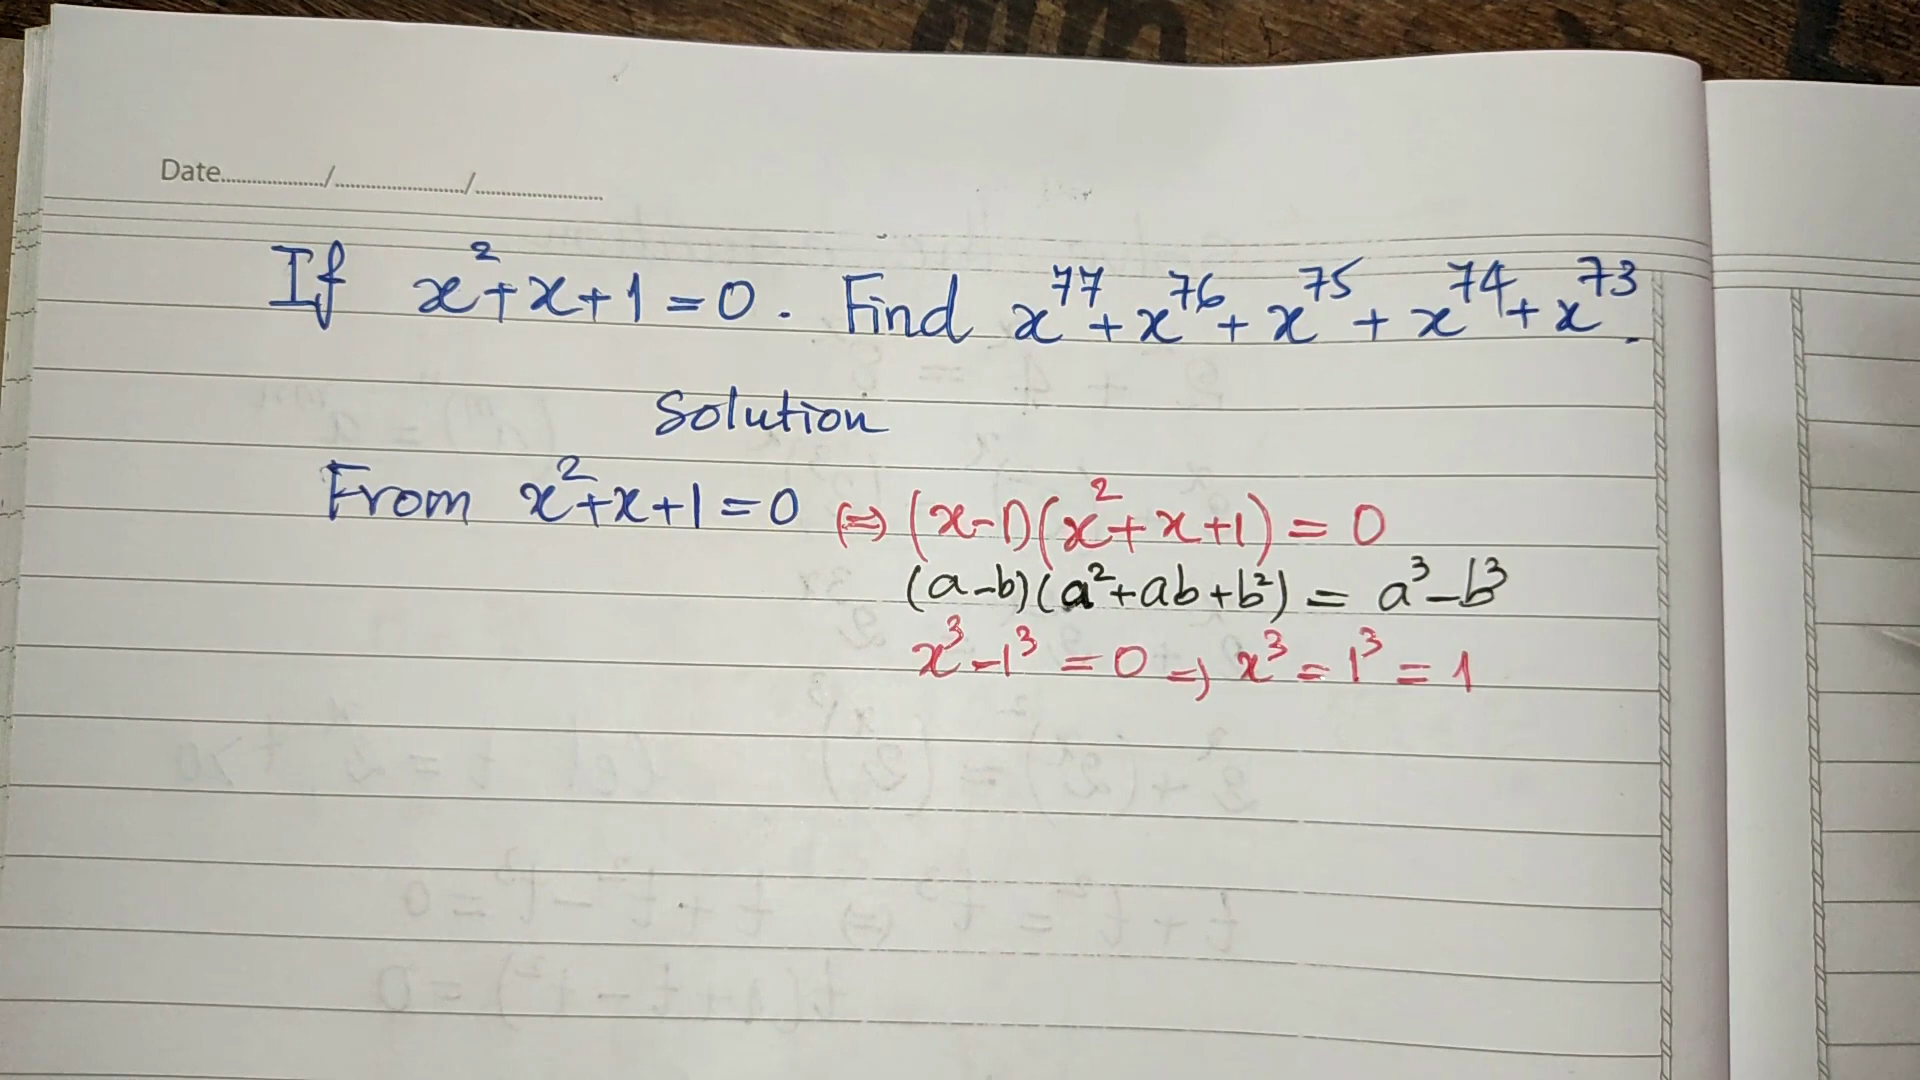 Date...................../........................../.........................
If x²+x+1=0. Find x⁷⁷+x⁷⁶+x⁷⁵+x⁷⁴+x⁷³.
Solution
From x²+x+1=0 ⇔ (x-1)(x²+x+1)=0
(a-b)(a²+ab+b²) = a³-b³
x³-1³=0 ⇒ x³=1³=1